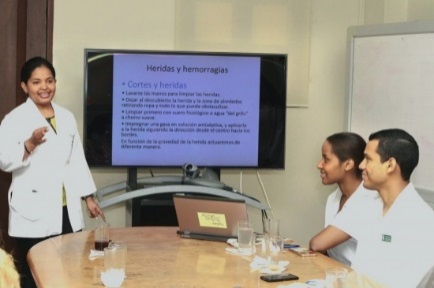 Heridas y hemorragias
• Cortes y heridas
• Lavarse las manos para limpiar las heridas
• Dejar al descubierto la herida y la zona de alrededor
retirando ropa y todo lo que pueda obstaculizar.
• Limpiar primero con suero fisiológico o agua "del grifo"
a chorro suave.
• Impregnar una gasa en solución antiséptica, y aplicarla
a la herida siguiendo la dirección desde el centro hacia los
bordes.
En función de la gravedad de la herida actuaremos de
diferente manera: